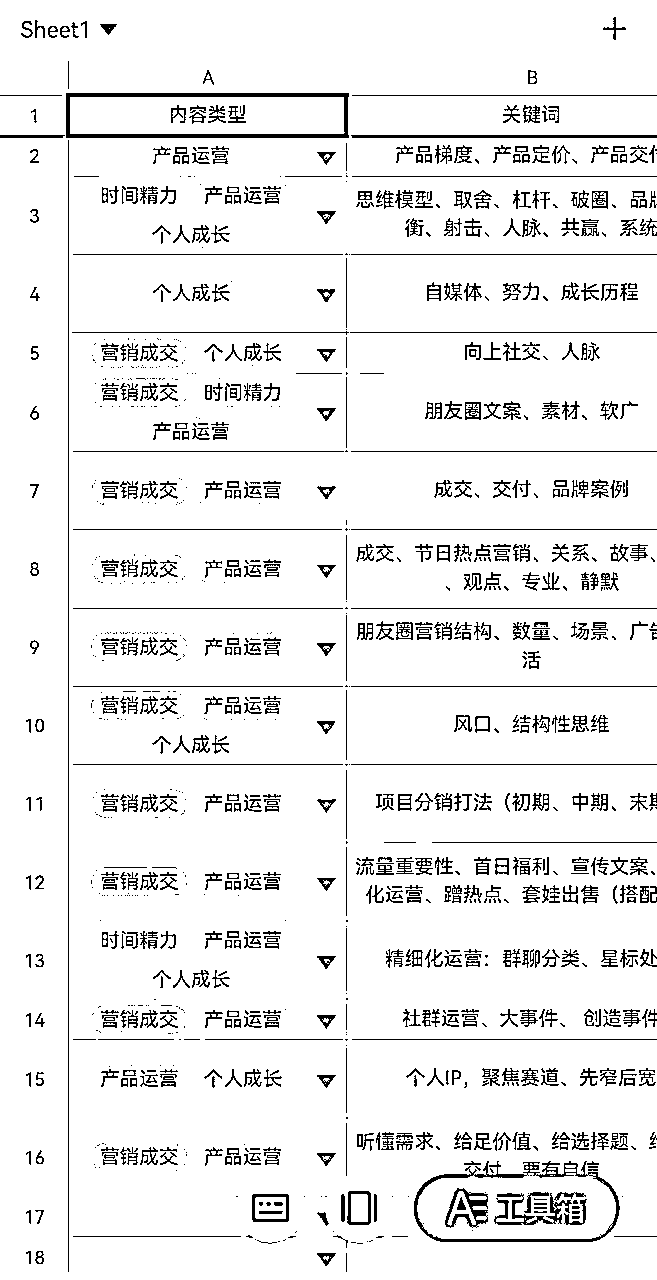 Sheet1
A B
1 内容类型 关键词
2 产品运营 产品梯度、产品定价、产品交付
3 时间精力 产品运营 思维模型、取舍、杠杆、破圈、品牌
个人成长 衡、射击、人脉、共赢、系统
4 个人成长 自媒体、努力、成长历程
5 营销成交 个人成长 向上社交、人脉
6 营销成交 时间精力 朋友圈文案、素材、软广
产品运营
7 营销成交 产品运营 成交、交付、品牌案例
8 营销成交 产品运营 成交、节日热点营销、关系、故事、
、观点、专业、静默
9 营销成交 产品运营 朋友圈营销结构、数量、场景、广告
活
10 营销成交 产品运营 风口、结构性思维
个人成长
11 营销成交 产品运营 项目分销打法（初期、中期、末期
12 营销成交 产品运营 流量重要性、首日福利、宣传文案、
化运营、蹭热点、套娃出售（搭配
13 时间精力 产品运营 精细化运营：群聊分类、星标处
个人成长
14 营销成交 产品运营 社群运营、大事件、 创造事件
15 产品运营 个人成长 个人IP，聚焦赛道、先窄后宽
16 营销成交 产品运营 听懂需求、给足价值、给选择题、
交付 要有自信
17 工具箱
18